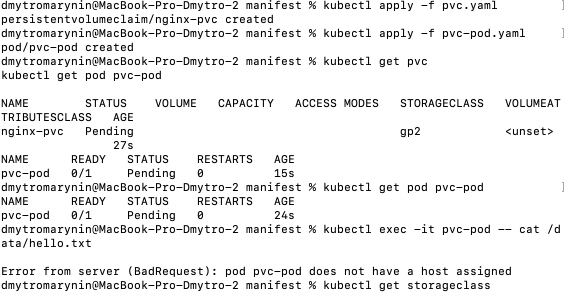 dmytromarynin@MacBook-Pro-Dmytro-2 manifest % kubectl apply -f pvc.yaml ]
persistentvolumeclaim/nginx-pvc created
dmytromarynin@MacBook-Pro-Dmytro-2 manifest % kubectl apply -f pvc-pod.yaml ]
pod/pvc-pod created
dmytromarynin@MacBook-Pro-Dmytro-2 manifest % kubectl get pvc
kubectl get pod pvc-pod
NAME STATUS VOLUME CAPACITY ACCESS MODES STORAGECLASS VOLUMEAT
TRIBUTESCLASS AGE
nginx-pvc Pending gp2 <unset>
27s
NAME READY STATUS RESTARTS AGE
pvc-pod 0/1 Pending 0 15s
dmytromarynin@MacBook-Pro-Dmytro-2 manifest % kubectl get pod pvc-pod ]
NAME READY STATUS RESTARTS AGE
pvc-pod 0/1 Pending 0 24s
dmytromarynin@MacBook-Pro-Dmytro-2 manifest % kubectl exec -it pvc-pod -- cat /d
ata/hello.txt
Error from server (BadRequest): pod pvc-pod does not have a host assigned
dmytromarynin@MacBook-Pro-Dmytro-2 manifest % kubectl get storageclass